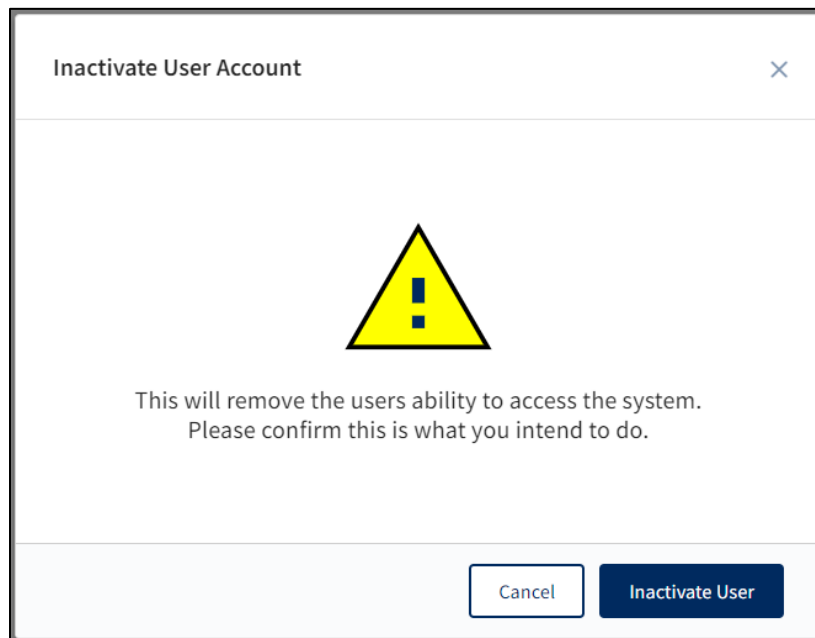 Inactivate User Account
This will remove the users ability to access the system.
Please confirm this is what you intend to do.
Cancel
Inactivate User